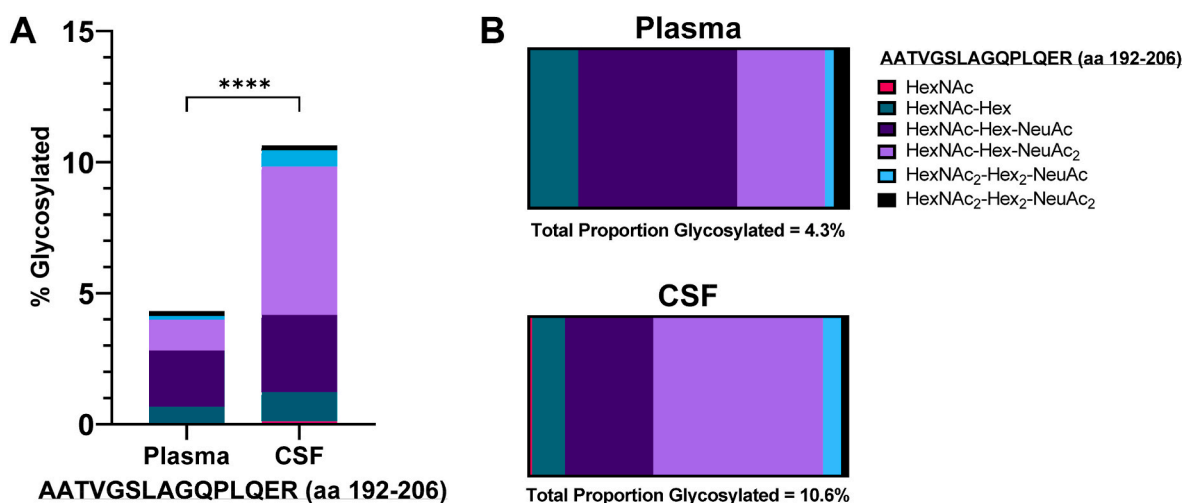 A
15
10
5
0
% Glycosylated
****
Plasma CSF
AATVGSLAGQPLQER (aa 192-206)
B
Plasma
Total Proportion Glycosylated = 4.3%
CSF
Total Proportion Glycosylated = 10.6%
AATVGSLAGQPLQER (aa 192-206)
HexNAc
HexNAc-Hex
HexNAc-Hex-NeuAc
HexNAc-Hex-NeuAc₂
HexNAc₂-Hex₂-NeuAc
HexNAc₂-Hex₂-NeuAc₂